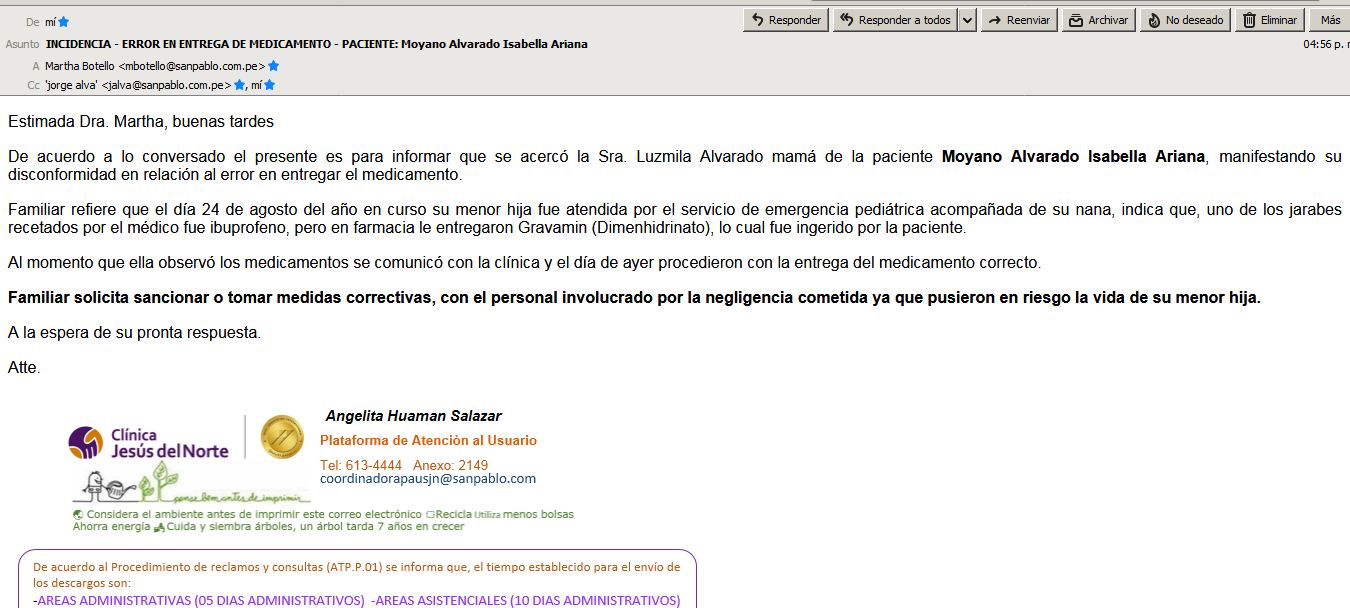 De mí
Responder Responder a todos Reenviar Archivar No deseado Eliminar Más
Asunto INCIDENCIA - ERROR EN ENTREGA DE MEDICAMENTO - PACIENTE: Moyano Alvarado Isabella Ariana
04:56 p.
A Martha Botello <mbotello@sanpablo.com.pe>
Cc 'jorge alva' <jalva@sanpablo.com.pe>, mí
Estimada Dra. Martha, buenas tardes
De acuerdo a lo conversado el presente es para informar que se acercó la Sra. Luzmila Alvarado mamá de la paciente Moyano Alvarado Isabella Ariana, manifestando su
disconformidad en relación al error en entregar el medicamento.
Familiar refiere que el día 24 de agosto del año en curso su menor hija fue atendida por el servicio de emergencia pediátrica acompañada de su nana, indica que, uno de los jarabes
recetados por el médico fue ibuprofeno, pero en farmacia le entregaron Gravamin (Dimenhidrinato), lo cual fue ingerido por la paciente.
Al momento que ella observó los medicamentos se comunicó con la clínica y el día de ayer procedieron con la entrega del medicamento correcto.
Familiar solicita sancionar o tomar medidas correctivas, con el personal involucrado por la negligencia cometida ya que pusieron en riesgo la vida de su menor hija.
A la espera de su pronta respuesta.
Atte.
Clínica
Jesús del Norte
Angelita Huaman Salazar
Plataforma de Atenciòn al Usuario
Tel: 613-4444 Anexo: 2149
coordinadorapausjn@sanpablo.com
piense bien antes de imprimir
Considera el ambiente antes de imprimir este correo electrónico Recicla Utiliza menos bolsas
Ahorra energía Cuida y siembra árboles, un árbol tarda 7 años en crecer
De acuerdo al Procedimiento de reclamos y consultas (ATP.P.01) se informa que, el tiempo establecido para el envío de
los descargos son:
-AREAS ADMINISTRATIVAS (05 DIAS ADMINISTRATIVOS) -AREAS ASISTENCIALES (10 DIAS ADMINISTRATIVOS)